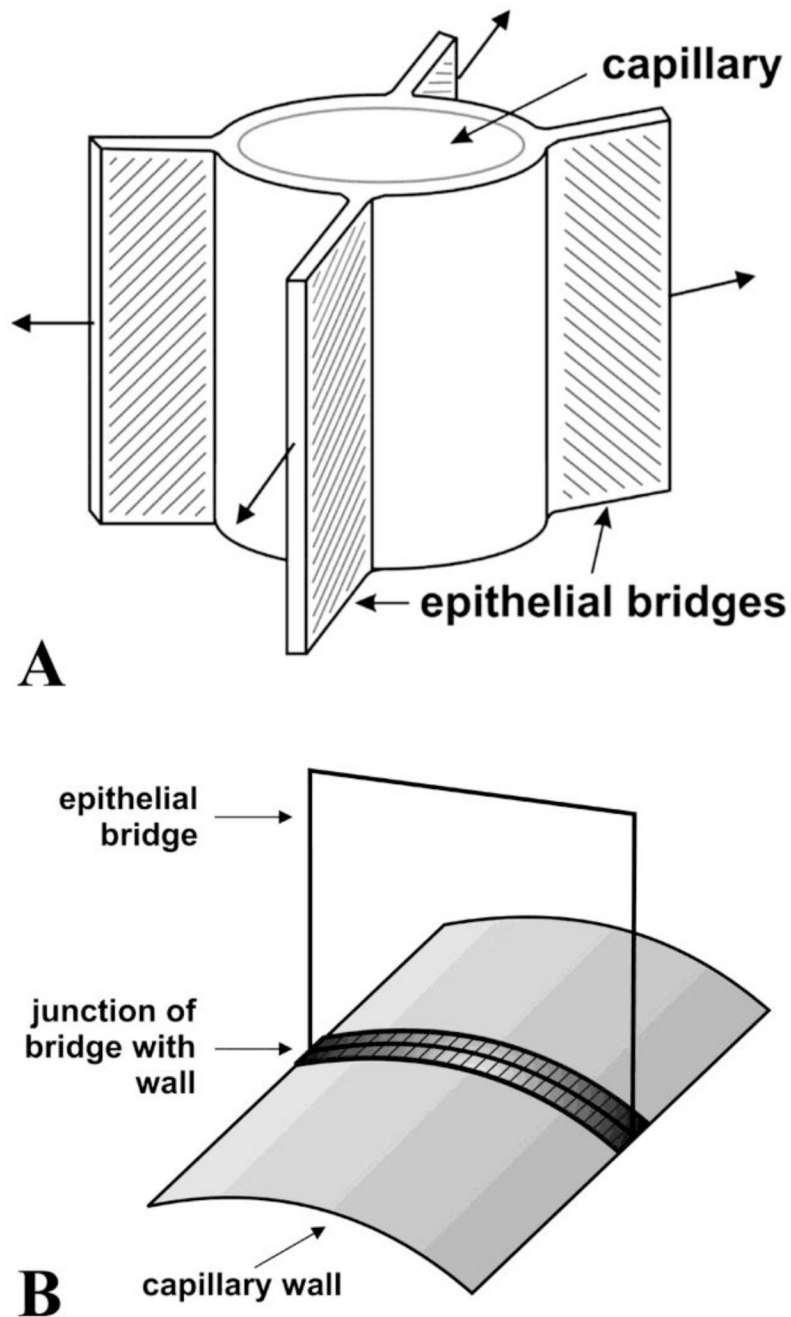 capillary
epithelial bridges
A
epithelial
bridge
junction of
bridge with
wall
capillary wall
B